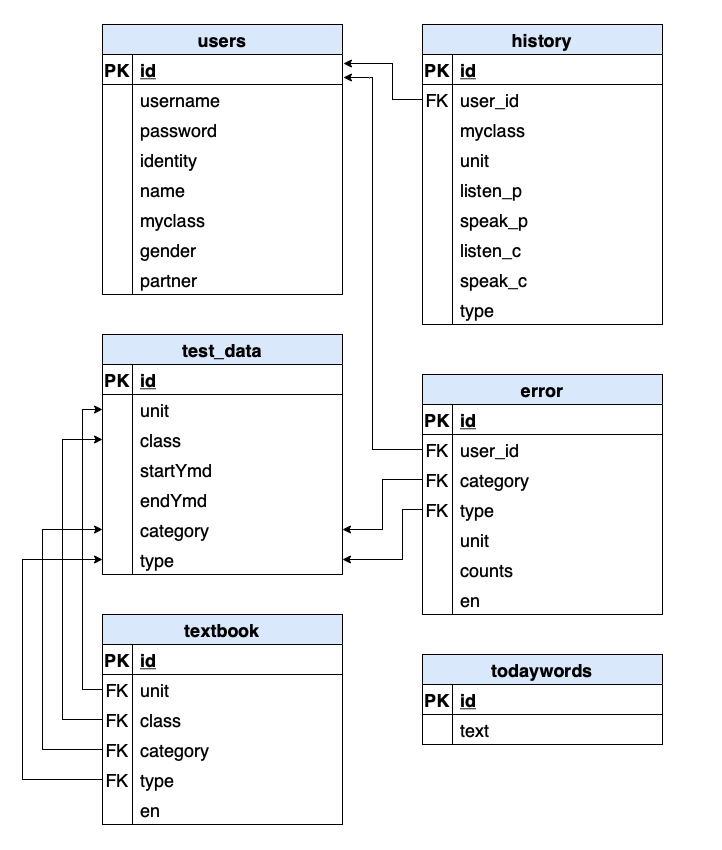 users
PK id
username
password
identity
name
myclass
gender
partner
history
PK id
FK user_id
myclass
unit
listen_p
speak_p
listen_c
speak_c
type
test_data
PK id
unit
class
startYmd
endYmd
category
type
error
PK id
FK user_id
FK category
FK type
unit
counts
en
textbook
PK id
FK unit
FK class
FK category
FK type
en
todaywords
PK id
text